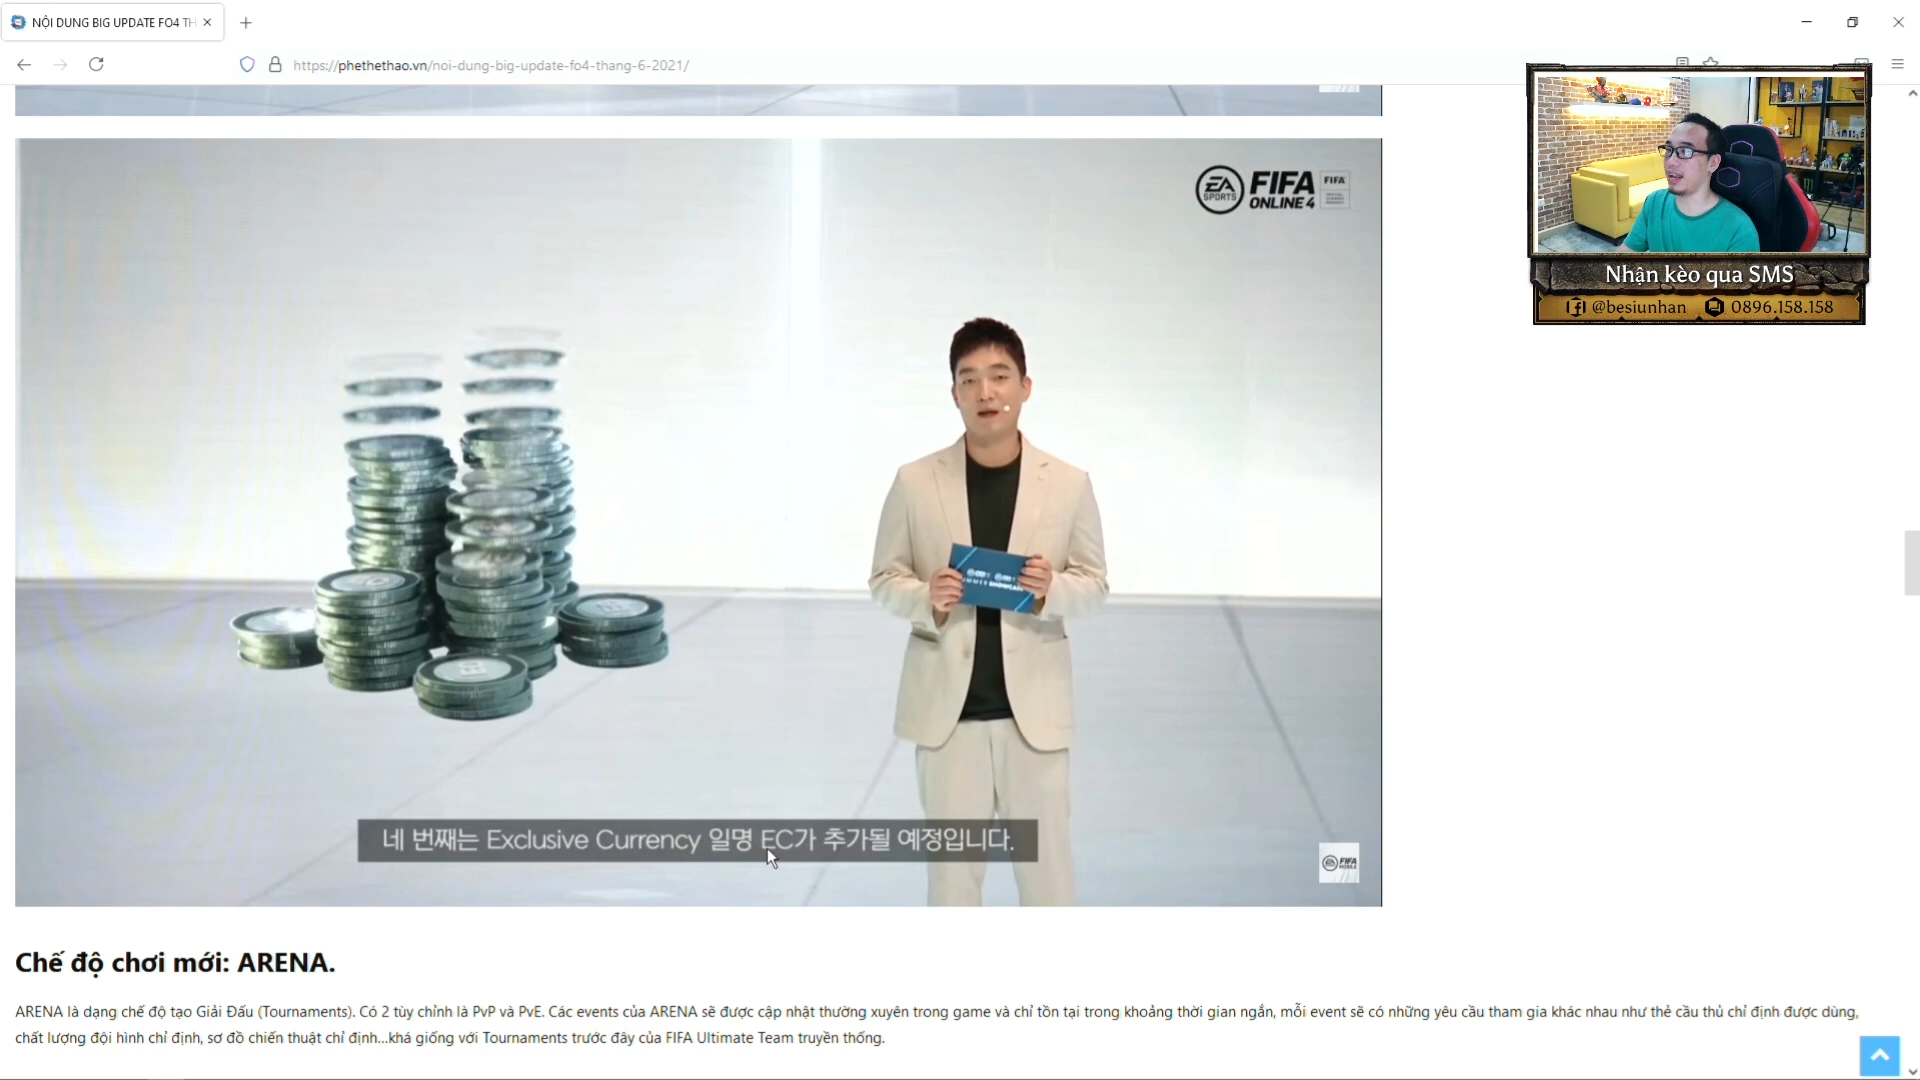 NỘI DUNG BIG UPDATE FO4 TH
https://phethethao.vn/noi-dung-big-update-fo4-thang-6-2021/
EA SPORTS FIFA ONLINE 4
FIFA
Nhận kèo qua SMS
@besiunhan 0896.158.158
SHOWCASE
네 번째는 Exclusive Currency 일명 EC가 추가될 예정입니다.
FIFA MOBILE
Chế độ chơi mới: ARENA.
ARENA là dạng chế độ tạo Giải Đấu (Tournaments). Có 2 tùy chỉnh là PvP và PvE. Các events của ARENA sẽ được cập nhật thường xuyên trong game và chỉ tồn tại trong khoảng thời gian ngắn, mỗi event sẽ có những yêu cầu tham gia khác nhau như thẻ cầu thủ chỉ định được dùng,
chất lượng đội hình chỉ định, sơ đồ chiến thuật chỉ định...khá giống với Tournaments trước đây của FIFA Ultimate Team truyền thống.